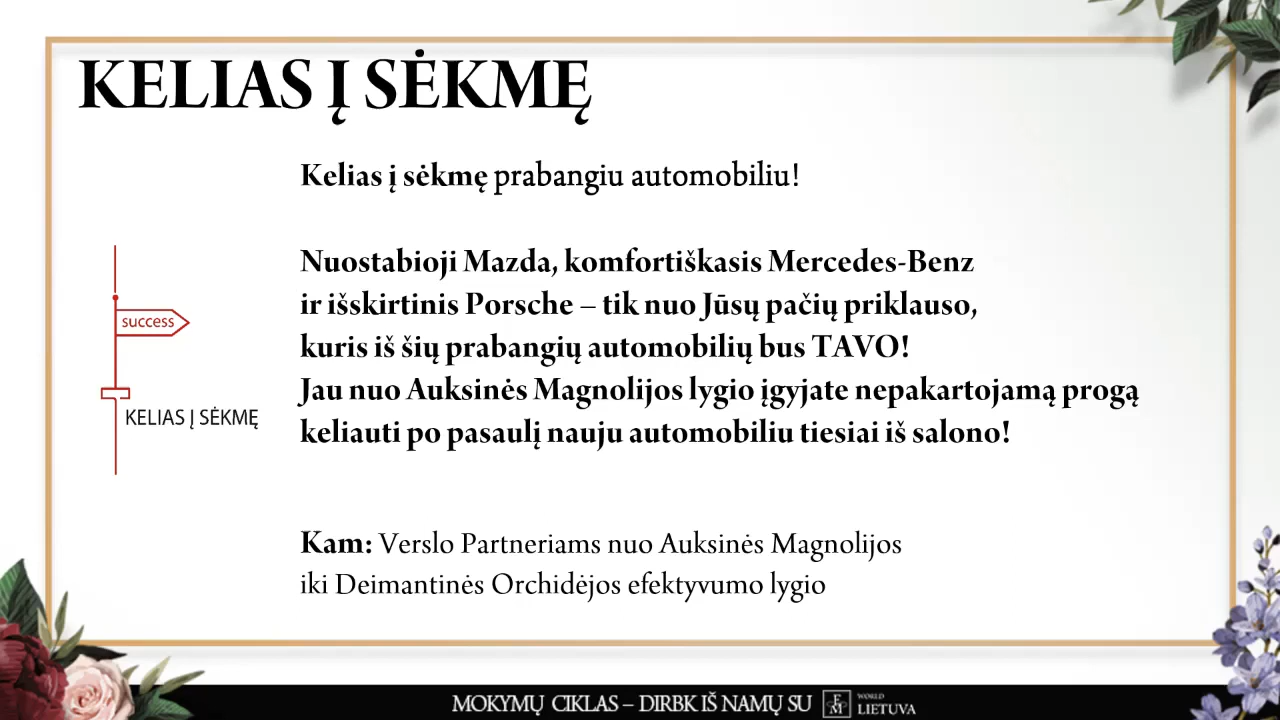 KELIAS Į SĖKMĘ
Kelias į sėkmę prabangiu automobiliu!
Nuostabioji Mazda, komfortiškasis Mercedes-Benz
ir išskirtinis Porsche – tik nuo Jūsų pačių priklauso,
kuris iš šių prabangių automobilių bus TAVO!
Jau nuo Auksinės Magnolijos lygio įgyjate nepakartojamą progą
keliauti po pasaulį nauju automobiliu tiesiai iš salono!
success
KELIAS Į SĖKMĘ
Kam: Verslo Partneriams nuo Auksinės Magnolijos
iki Deimantinės Orchidėjos efektyvumo lygio
MOKYMŲ CIKLAS – DIRBK IŠ NAMŲ SU FM WORLD LIETUVA